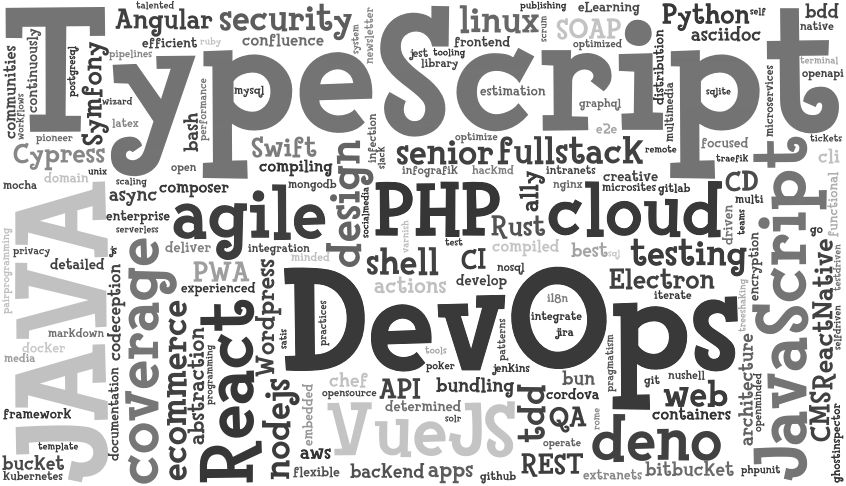 talented
Angular
security
linux
publishing
eLearning
Python
self
bdd
native
efficient
ruby
confluence
system
newsletter
frontend
scrum
SOAP
optimized
asciidoc
communities
continuously
workflows
postgresql
Symfony
pipelines
TypeScript
jest
tooling
library
distribution
terminal
openapi
wizard
performance
mysql
estimation
graphql
multimedia
sqlite
microservices
latex
bash
pioneer
Cypress
Swift
infection
slack
optimize
e2e
remote
focused
traefik
tickets
cli
open
compiling
senior
fullstack
unix
domain
mocha
scaling
async
composer
mongodb
design
infografik
hackmd
intranets
creative
microsites
gitlab
CD
multi
functional
enterprise
serverless
agile
socialmedia
PHP
ally
nginx
Rust
cloud
driven
teams
go
JavaScript
pairprogramming
privacy
detailed
js
deliver
integration
varnish
test
compiled
best
sql
testing
encryption
testdriven
JAVA
coverage
PWA
minded
shell
CI
nosql
experienced
actions
develop
Electron
iterate
ReactNative
codeception
documentation
ecommerce
Wordpress
DevOps
i18n
integrate
jira
treeshaking
selfdriven
markdown
docker
media
abstraction
programming
React
satis
practices
patterns
pragmatism
tools
poker
jenkins
architecture
openminded
CMS
framework
nodejs
chef
opensource
embedded
API
bundling
bun
cordova
git
nushell
web
containers
determined
solr
VueJS
tdd
QA
rome
template
bucket
Kubernetes
aws
flexible
backend
apps
github
operate
REST
deno
extranets
bitbucket
phpunit
ghostinspector